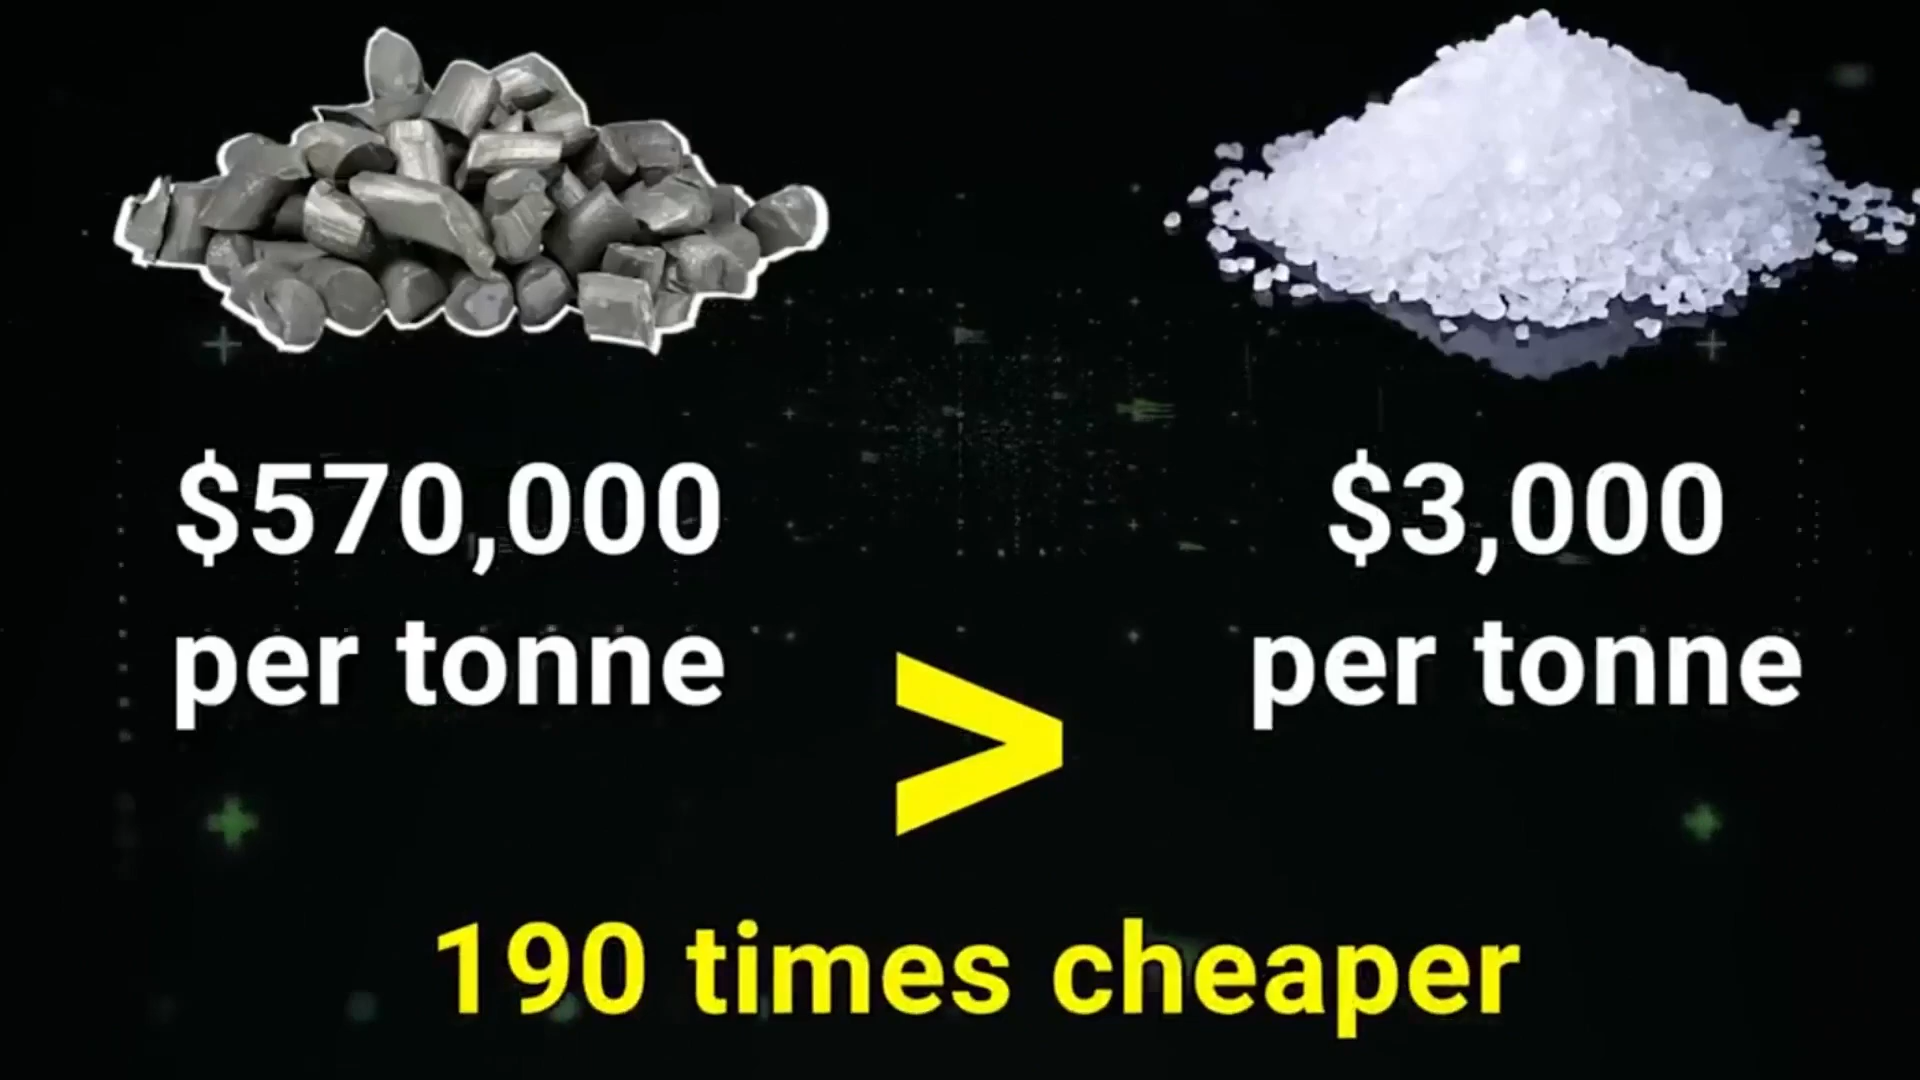 $570,000
per tonne
>
$3,000
per tonne
190 times cheaper